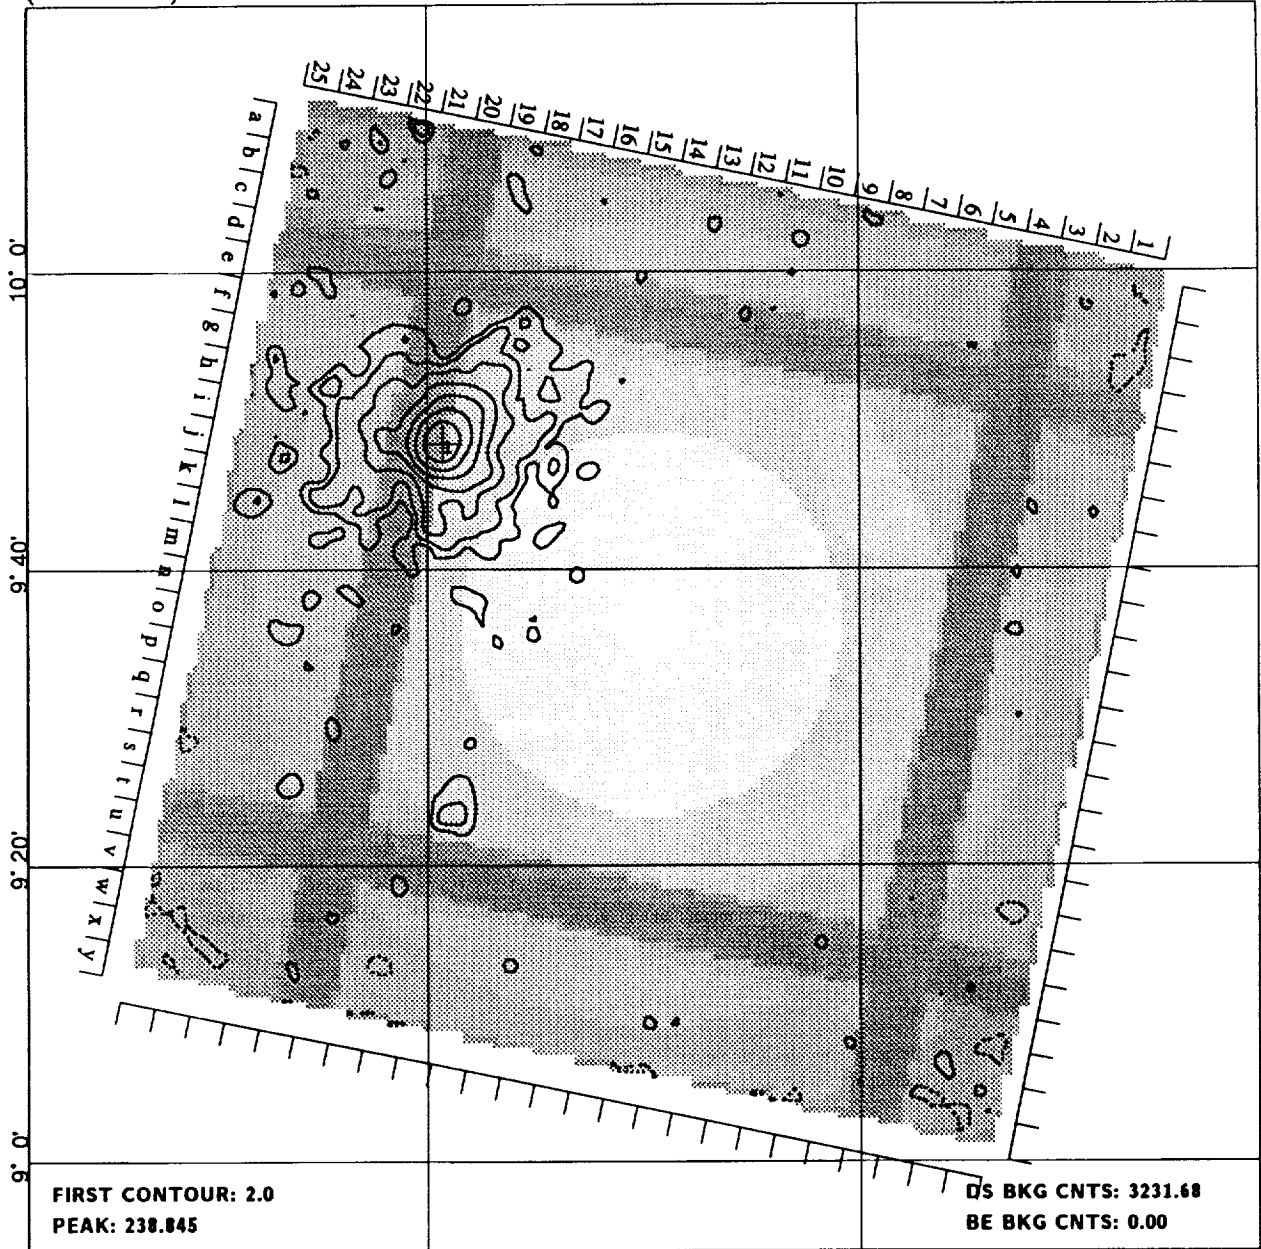 25 24 23 22 21 20 19 18 17 16 15 14 13 12 11 10 9 8 7 6 5 4 3 2 1
a b c d e f g h i j k l m n o p q r s t u v w x y
10° 0'
9° 40'
9° 20'
9° 0'
FIRST CONTOUR: 2.0
PEAK: 238.845
DS BKG CNTS: 3231.68
BE BKG CNTS: 0.00